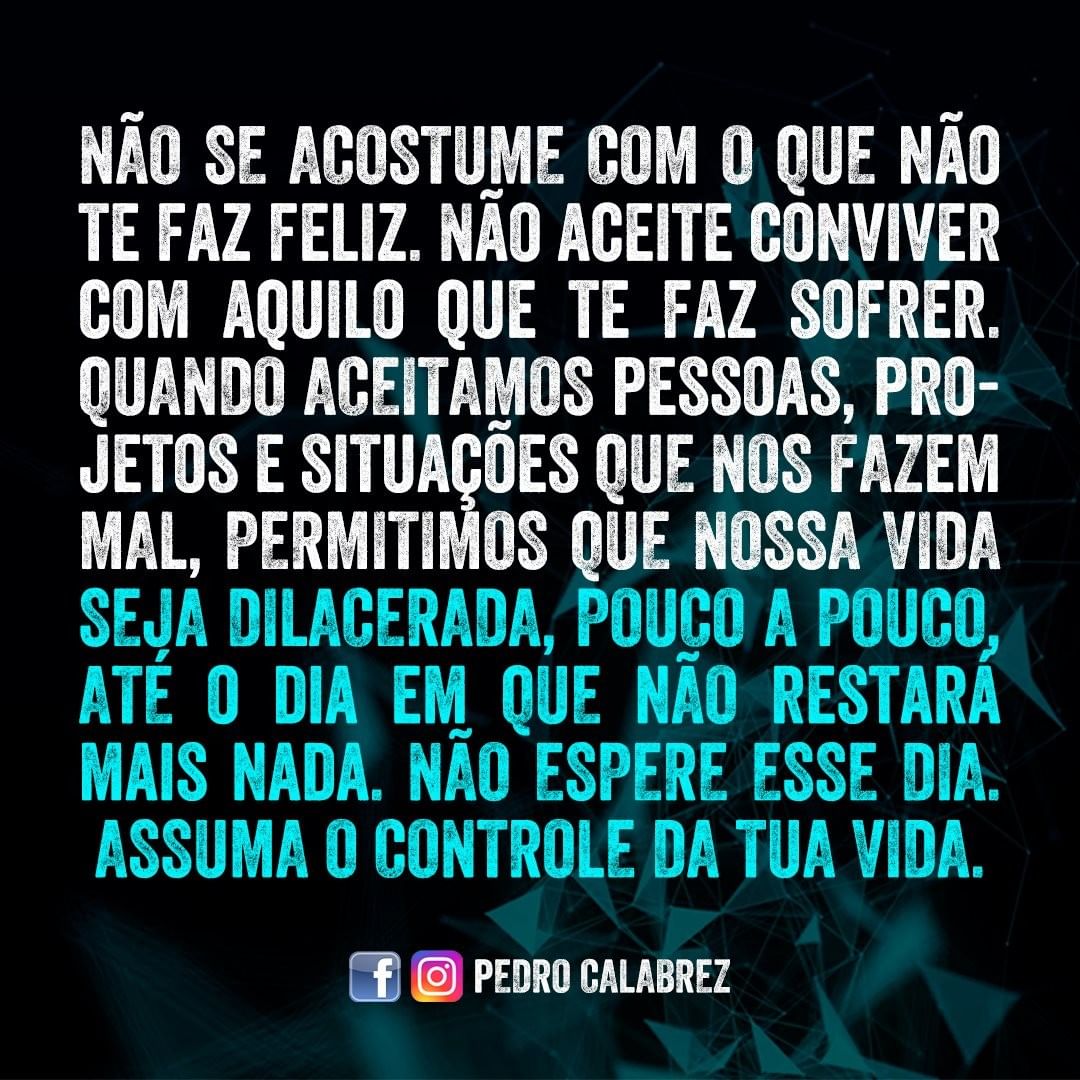 NÃO SE ACOSTUME COM O QUE NÃO
TE FAZ FELIZ. NÃO ACEITE CONVIVER
COM AQUILO QUE TE FAZ SOFRER.
QUANDO ACEITAMOS PESSOAS, PRO-
JETOS E SITUAÇÕES QUE NOS FAZEM
MAL, PERMITIMOS QUE NOSSA VIDA
SEJA DILACERADA, POUCO A POUCO,
ATÉ O DIA EM QUE NÃO RESTARÁ
MAIS NADA. NÃO ESPERE ESSE DIA.
ASSUMA O CONTROLE DA TUA VIDA.
PEDRO CALABREZ